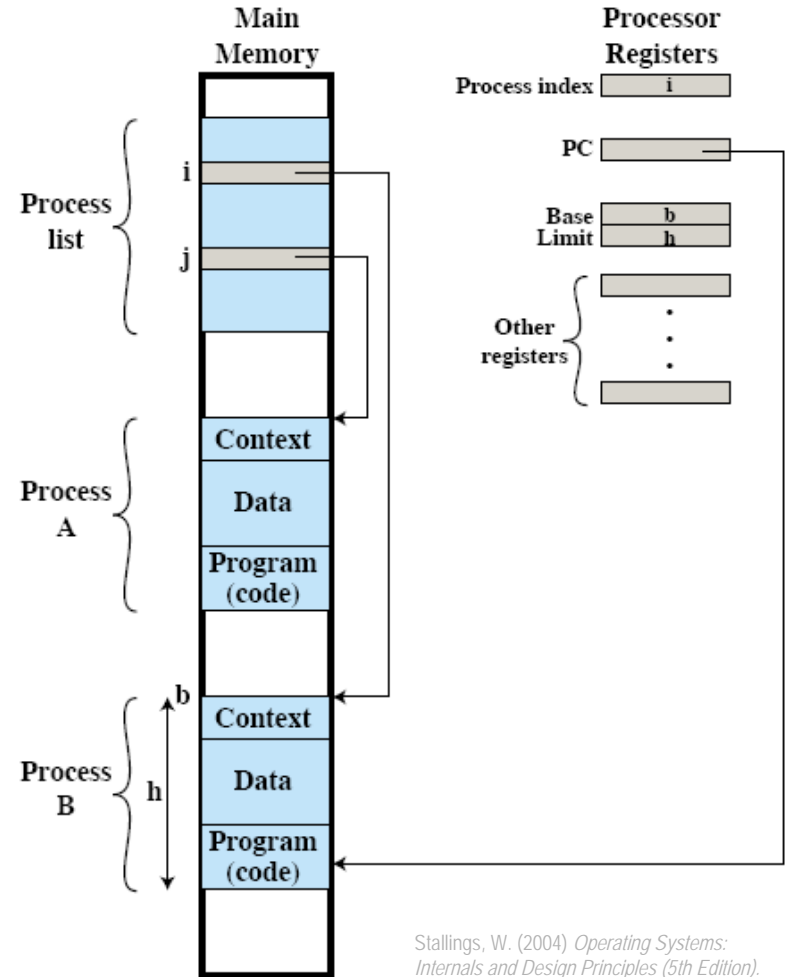 Main
Memory
Processor
Registers
Process index
i
PC
Base
b
Limit
h
Other
registers
Process
list
i
j
Process
A
Context
Data
Program
(code)
Process
B
b
h
Context
Data
Program
(code)
Stallings, W. (2004) Operating Systems:
Internals and Design Principles (5th Edition).